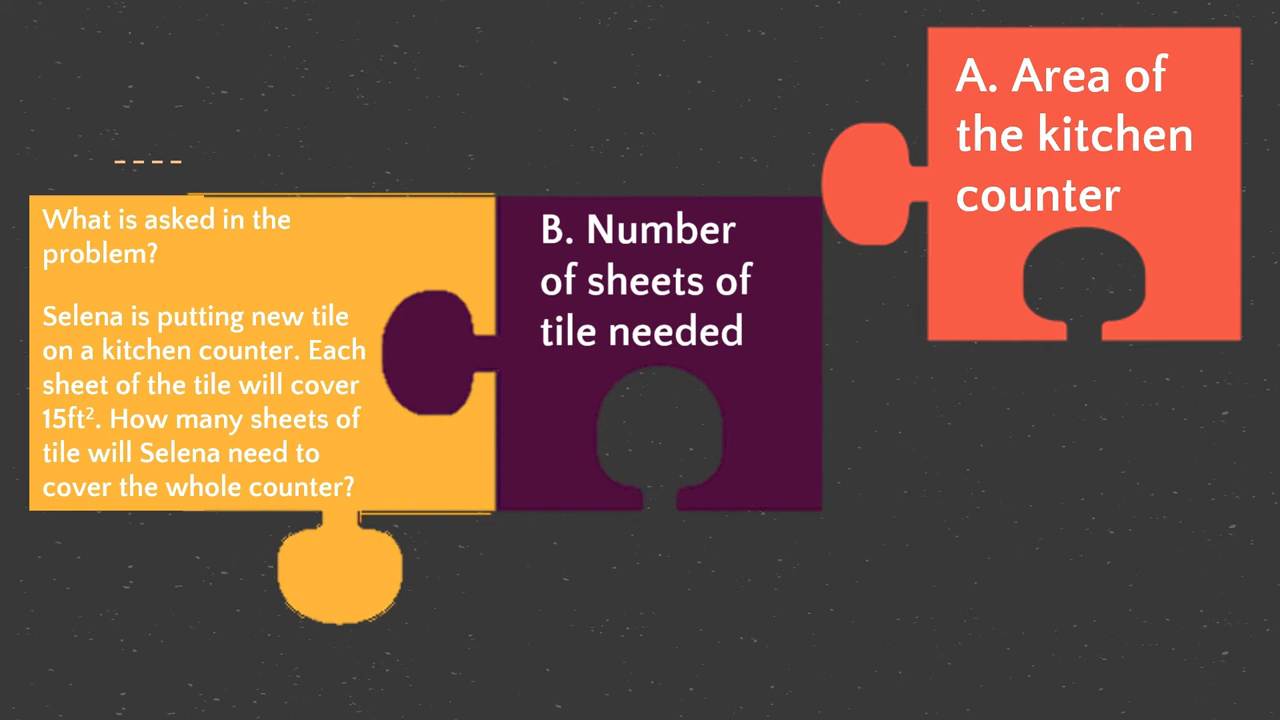 What is asked in the
problem?
Selena is putting new tile
on a kitchen counter. Each
sheet of the tile will cover
15ft². How many sheets of
tile will Selena need to
cover the whole counter?
B. Number
of sheets of
tile needed
A. Area of
the kitchen
counter